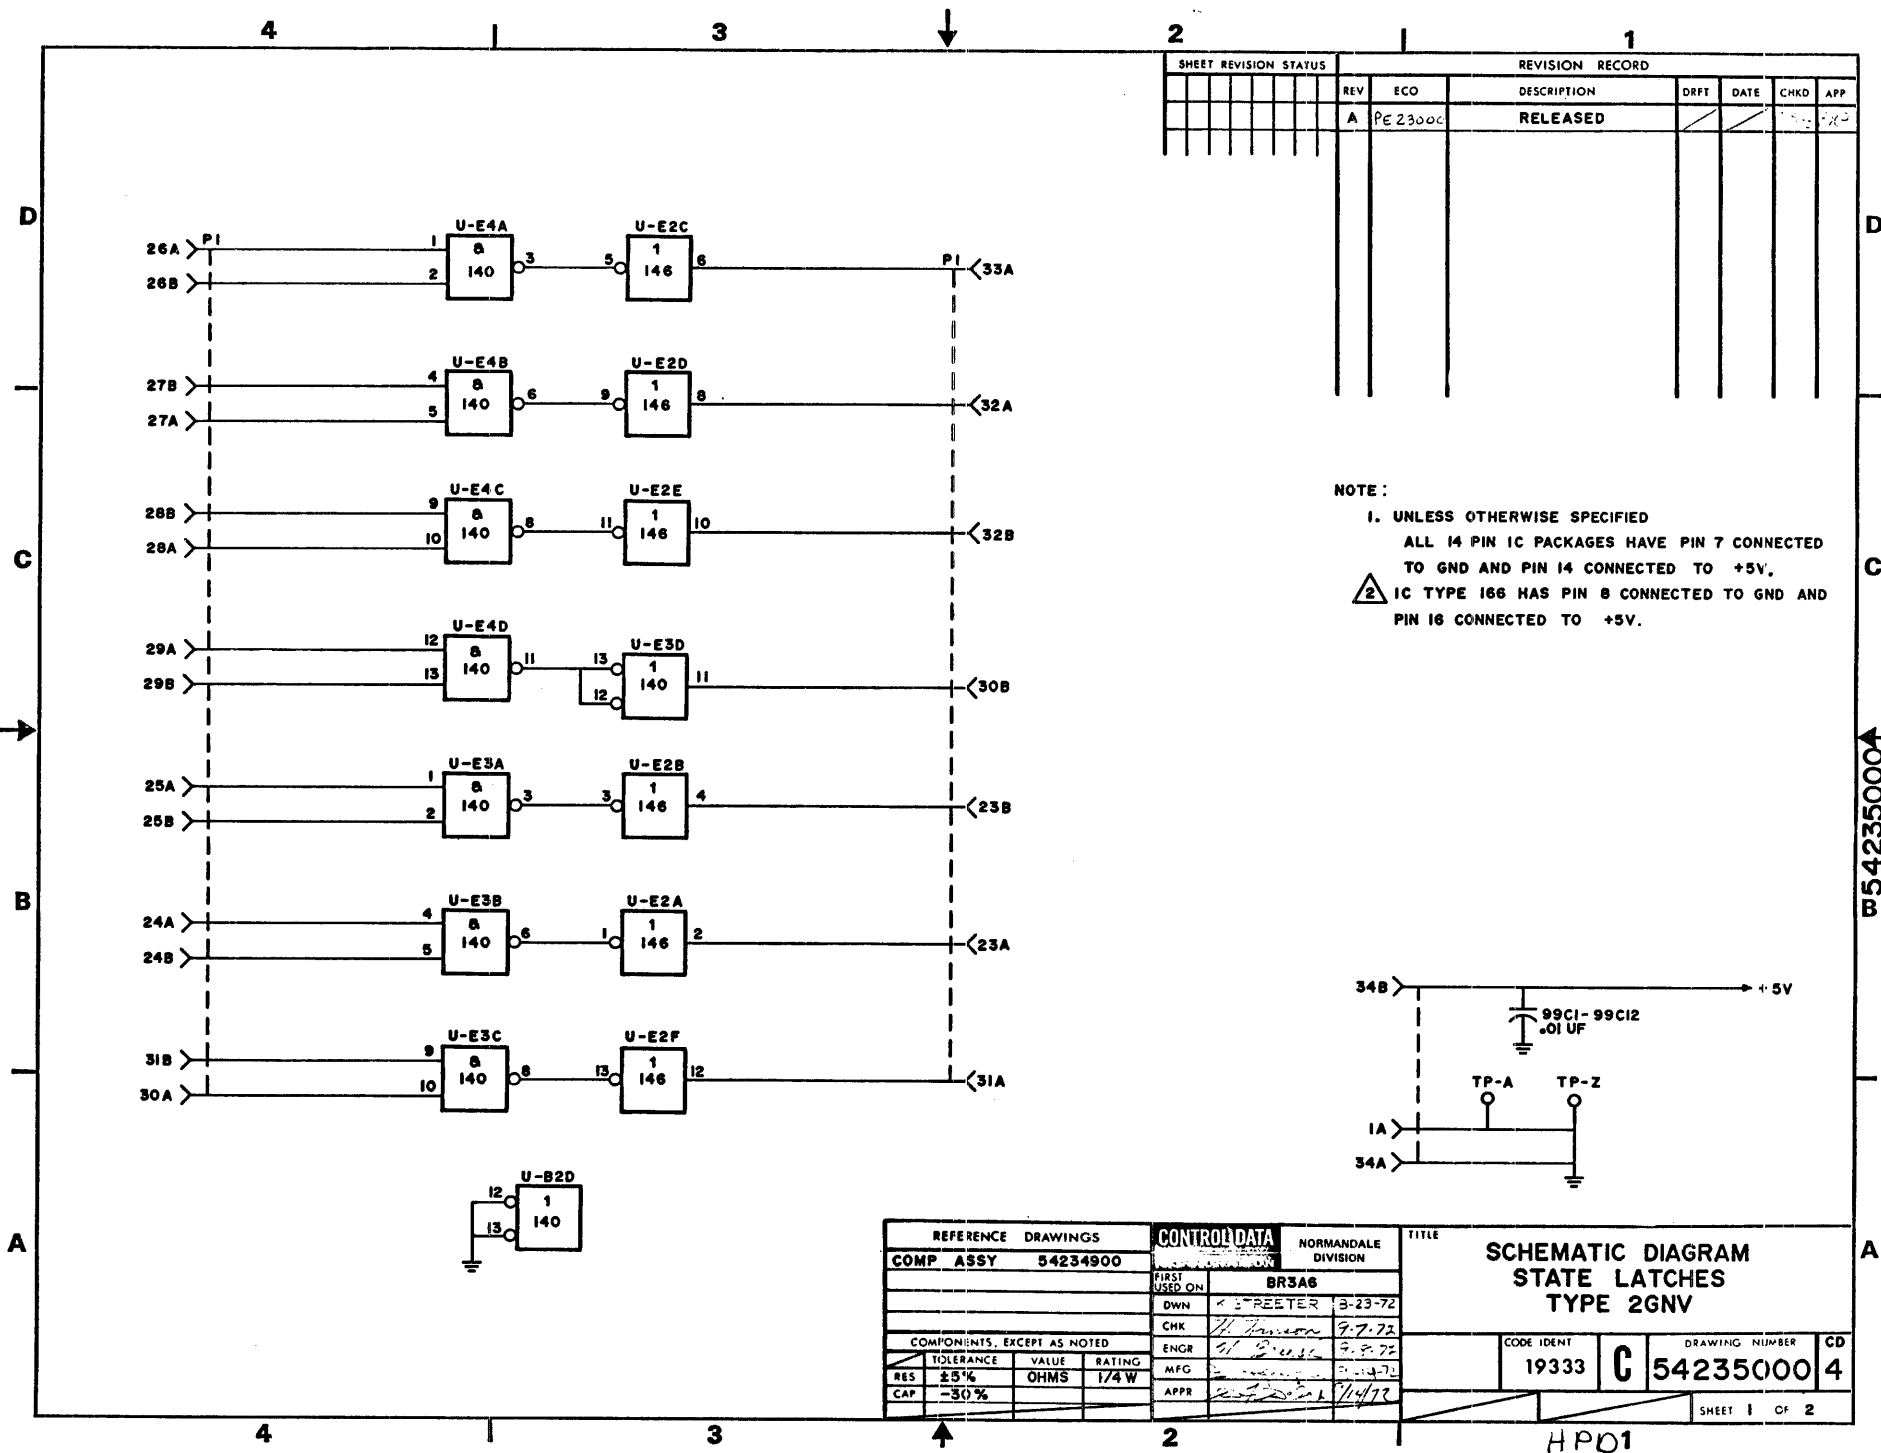 4 3 2 1
SHEET REVISION STATUS
REVISION RECORD
REV ECO DESCRIPTION DRFT DATE CHKD APP
A PE23000 RELEASED
D D
U-E4A U-E2C
26A P1 1 & 140 3 5 1 146 6 P1 33A
26B 2
U-E4B U-E2D
27B 4 & 140 6 9 1 146 8 32A
27A 5
U-E4C U-E2E
28B 9 & 140 8 11 1 146 10 32B
28A 10
NOTE:
1. UNLESS OTHERWISE SPECIFIED
ALL 14 PIN IC PACKAGES HAVE PIN 7 CONNECTED
TO GND AND PIN 14 CONNECTED TO +5V.
2 IC TYPE 166 HAS PIN 8 CONNECTED TO GND AND
PIN 16 CONNECTED TO +5V.
C C
U-E4D U-E3D
29A 12 & 140 11 13 1 140 11 30B
29B 13 12
U-E3A U-E2B
25A 1 & 140 3 3 1 146 4 23B
25B 2
B54235000
U-E3B U-E2A
24A 4 & 140 6 1 1 146 2 23A
24B 5
B
U-E3C U-E2F
31B 9 & 140 8 13 1 146 12 31A
30A 10
34B +5V
99C1-99C12
.01 UF
TP-A TP-Z
1A
34A
U-B2D
12 1
13 140
A A
REFERENCE DRAWINGS
COMP ASSY 54234900
COMPONENTS, EXCEPT AS NOTED
TOLERANCE VALUE RATING
RES ±5% OHMS 1/4 W
CAP -30%
CONTROL DATA
NORMANDALE
DIVISION
FIRST
USED ON BR3A6
DWN K STREETER 8-23-72
CHK 9-7-72
ENGR
MFG
APPR 9/14/72
TITLE
SCHEMATIC DIAGRAM
STATE LATCHES
TYPE 2GNV
CODE IDENT
19333
C
DRAWING NUMBER
54235000
CD
4
SHEET 1 OF 2
4 3 2
HPD1